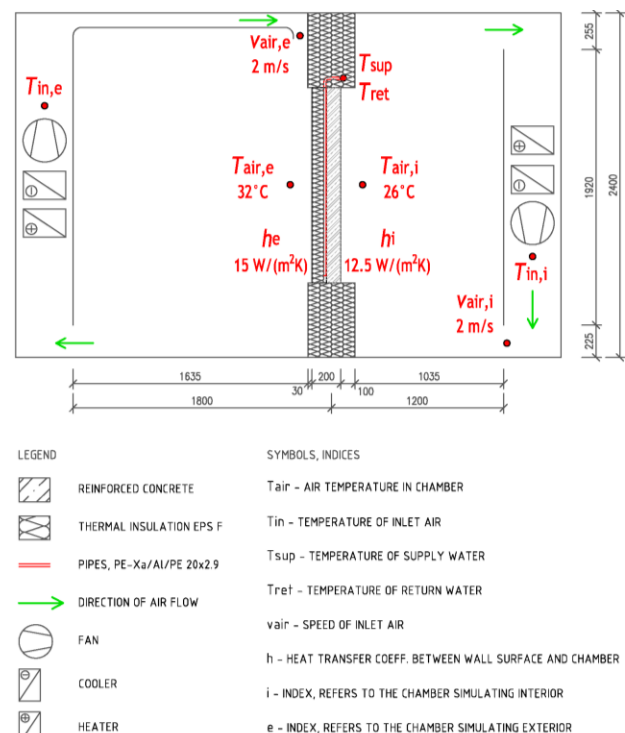 vair,e
2 m/s
Tsup
Tret
Tin,e
Tair,e
32°C
Tair,i
26°C
he
15 W/(m²K)
hi
12.5 W/(m²K)
Tin,i
vair,i
2 m/s
255
1920
2400
225
1635
200
1035
30
100
1800
1200
LEGEND
REINFORCED CONCRETE
THERMAL INSULATION EPS F
PIPES, PE-Xa/Al/PE 20x2.9
DIRECTION OF AIR FLOW
FAN
COOLER
HEATER
SYMBOLS, INDICES
Tair - AIR TEMPERATURE IN CHAMBER
Tin - TEMPERATURE OF INLET AIR
Tsup - TEMPERATURE OF SUPPLY WATER
Tret - TEMPERATURE OF RETURN WATER
vair - SPEED OF INLET AIR
h - HEAT TRANSFER COEFF. BETWEEN WALL SURFACE AND CHAMBER
i - INDEX, REFERS TO THE CHAMBER SIMULATING INTERIOR
e - INDEX, REFERS TO THE CHAMBER SIMULATING EXTERIOR